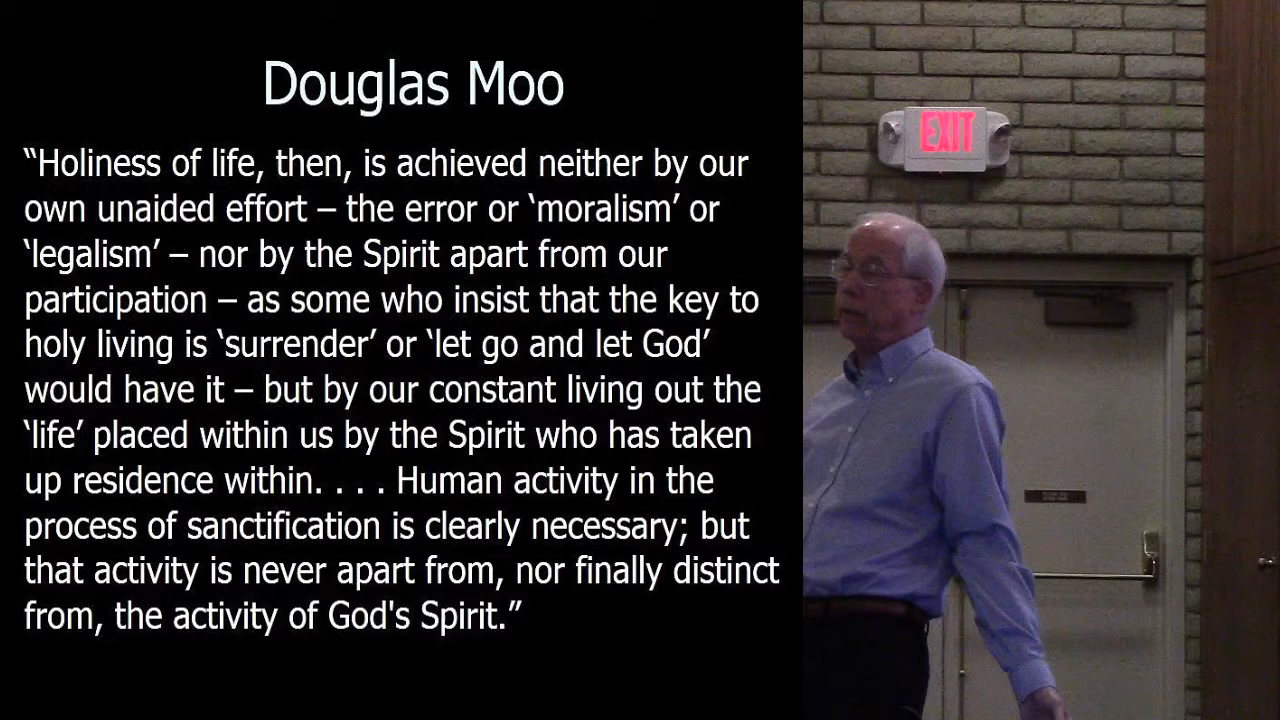 Douglas Moo
“Holiness of life, then, is achieved neither by our
own unaided effort – the error or ‘moralism’ or
‘legalism’ – nor by the Spirit apart from our
participation – as some who insist that the key to
holy living is ‘surrender’ or ‘let go and let God’
would have it – but by our constant living out the
‘life’ placed within us by the Spirit who has taken
up residence within. . . . Human activity in the
process of sanctification is clearly necessary; but
that activity is never apart from, nor finally distinct
from, the activity of God's Spirit.”
EXIT